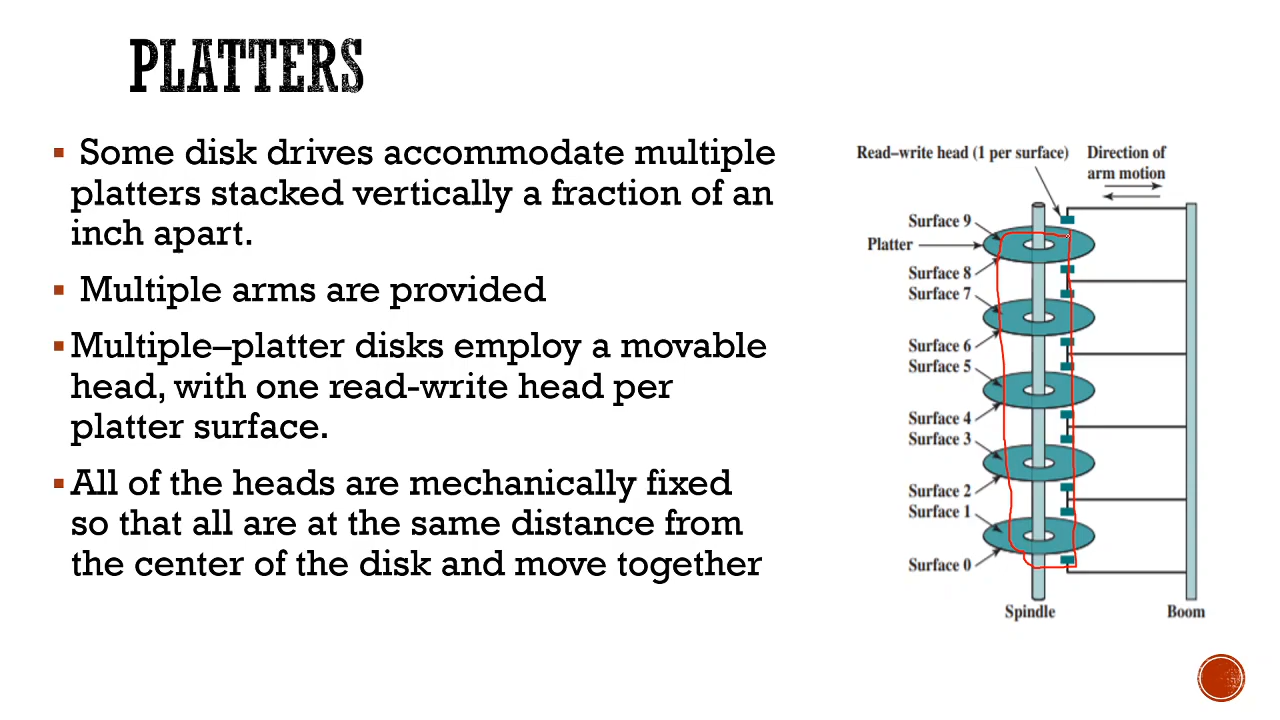 PLATTERS
▪ Some disk drives accommodate multiple
platters stacked vertically a fraction of an
inch apart.
▪ Multiple arms are provided
▪Multiple–platter disks employ a movable
head, with one read-write head per
platter surface.
▪All of the heads are mechanically fixed
so that all are at the same distance from
the center of the disk and move together
Read–write head (1 per surface)
Direction of
arm motion
Surface 9
Platter
Surface 8
Surface 7
Surface 6
Surface 5
Surface 4
Surface 3
Surface 2
Surface 1
Surface 0
Spindle
Boom